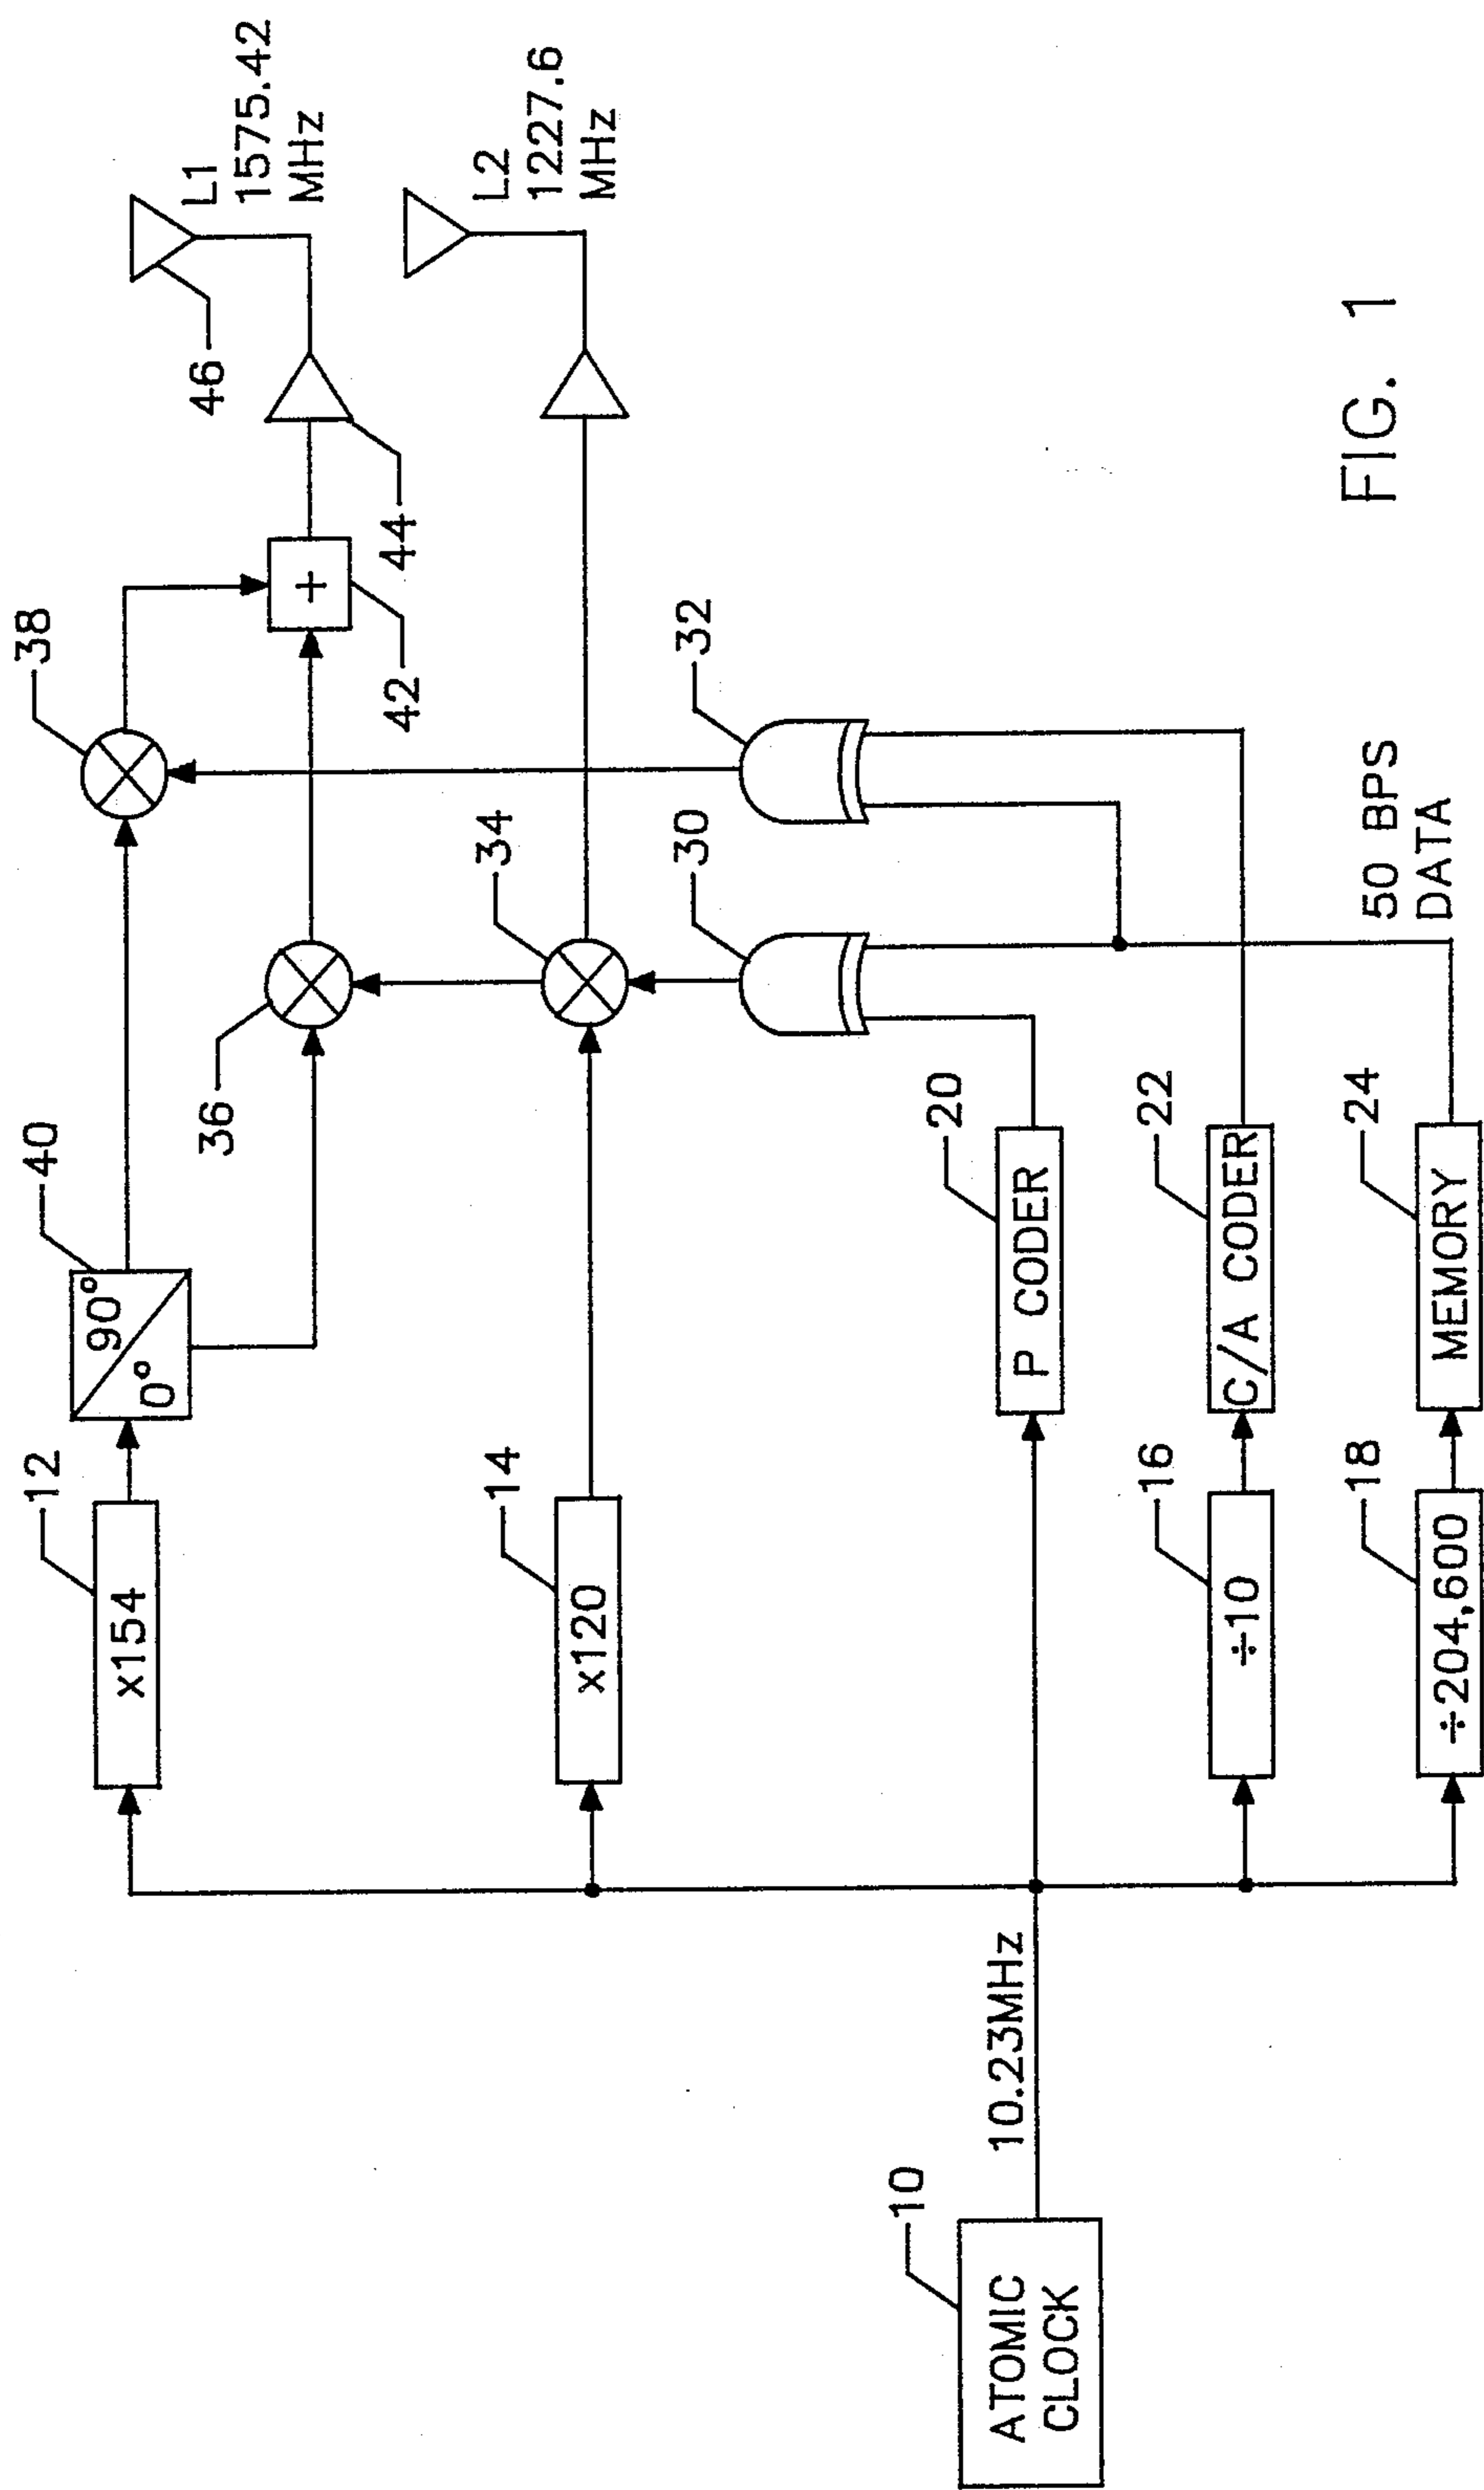 38
L1
1575.42
MHz
46
40
12
90°
0°
x154
+
44
42
36
L2
1227.6
MHz
14
34
x120
30
32
10
10.23MHz
20
P CODER
ATOMIC
CLOCK
16
22
÷10
C/A CODER
50 BPS
DATA
18
24
÷204,600
MEMORY
FIG. 1